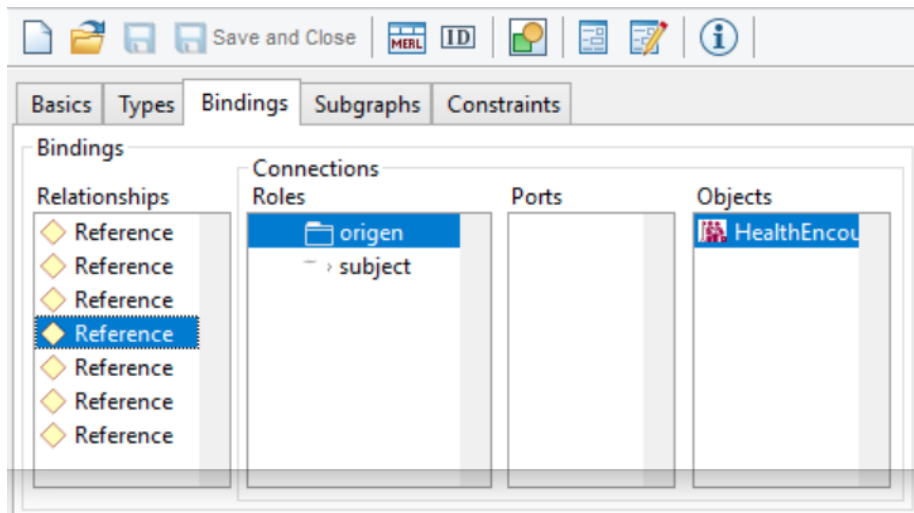 Save and Close MERL ID
Basics Types Bindings Subgraphs Constraints
Bindings
Connections
Relationships Roles Ports Objects
Reference origen HealthEncou
Reference subject
Reference
Reference
Reference
Reference
Reference